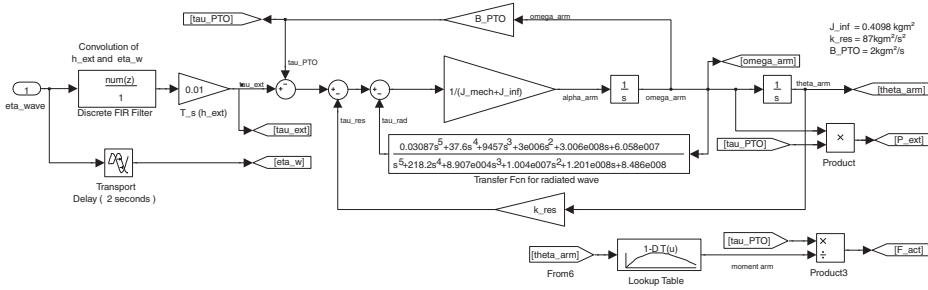 [tau_PTO]
B_PTO
omega_arm
J_inf = 0.4098 kgm²
k_res = 87kgm²/s²
B_PTO = 2kgm²/s
Convolution of
h_ext and eta_w
tau_PTO
[omega_arm]
1
eta_wave
num(z)
1
Discrete FIR Filter
0.01
T_s (h_ext)
tau_ext
tau_res
tau_rad
1/(J_mech+J_inf)
alpha_arm
1
s
omega_arm
1
s
theta_arm
[theta_arm]
[tau_ext]
[eta_w]
Transport
Delay ( 2 seconds )
0.03087s⁵+37.6s⁴+9457s³+3e006s²+3.006e008s+6.058e007
s⁵+218.2s⁴+8.907e004s³+1.004e007s²+1.201e008s+8.486e008
Transfer Fcn for radiated wave
[tau_PTO]
×
Product
[P_ext]
k_res
[theta_arm]
From6
1-D T(u)
Lookup Table
moment arm
[tau_PTO]
×
÷
Product3
[F_act]